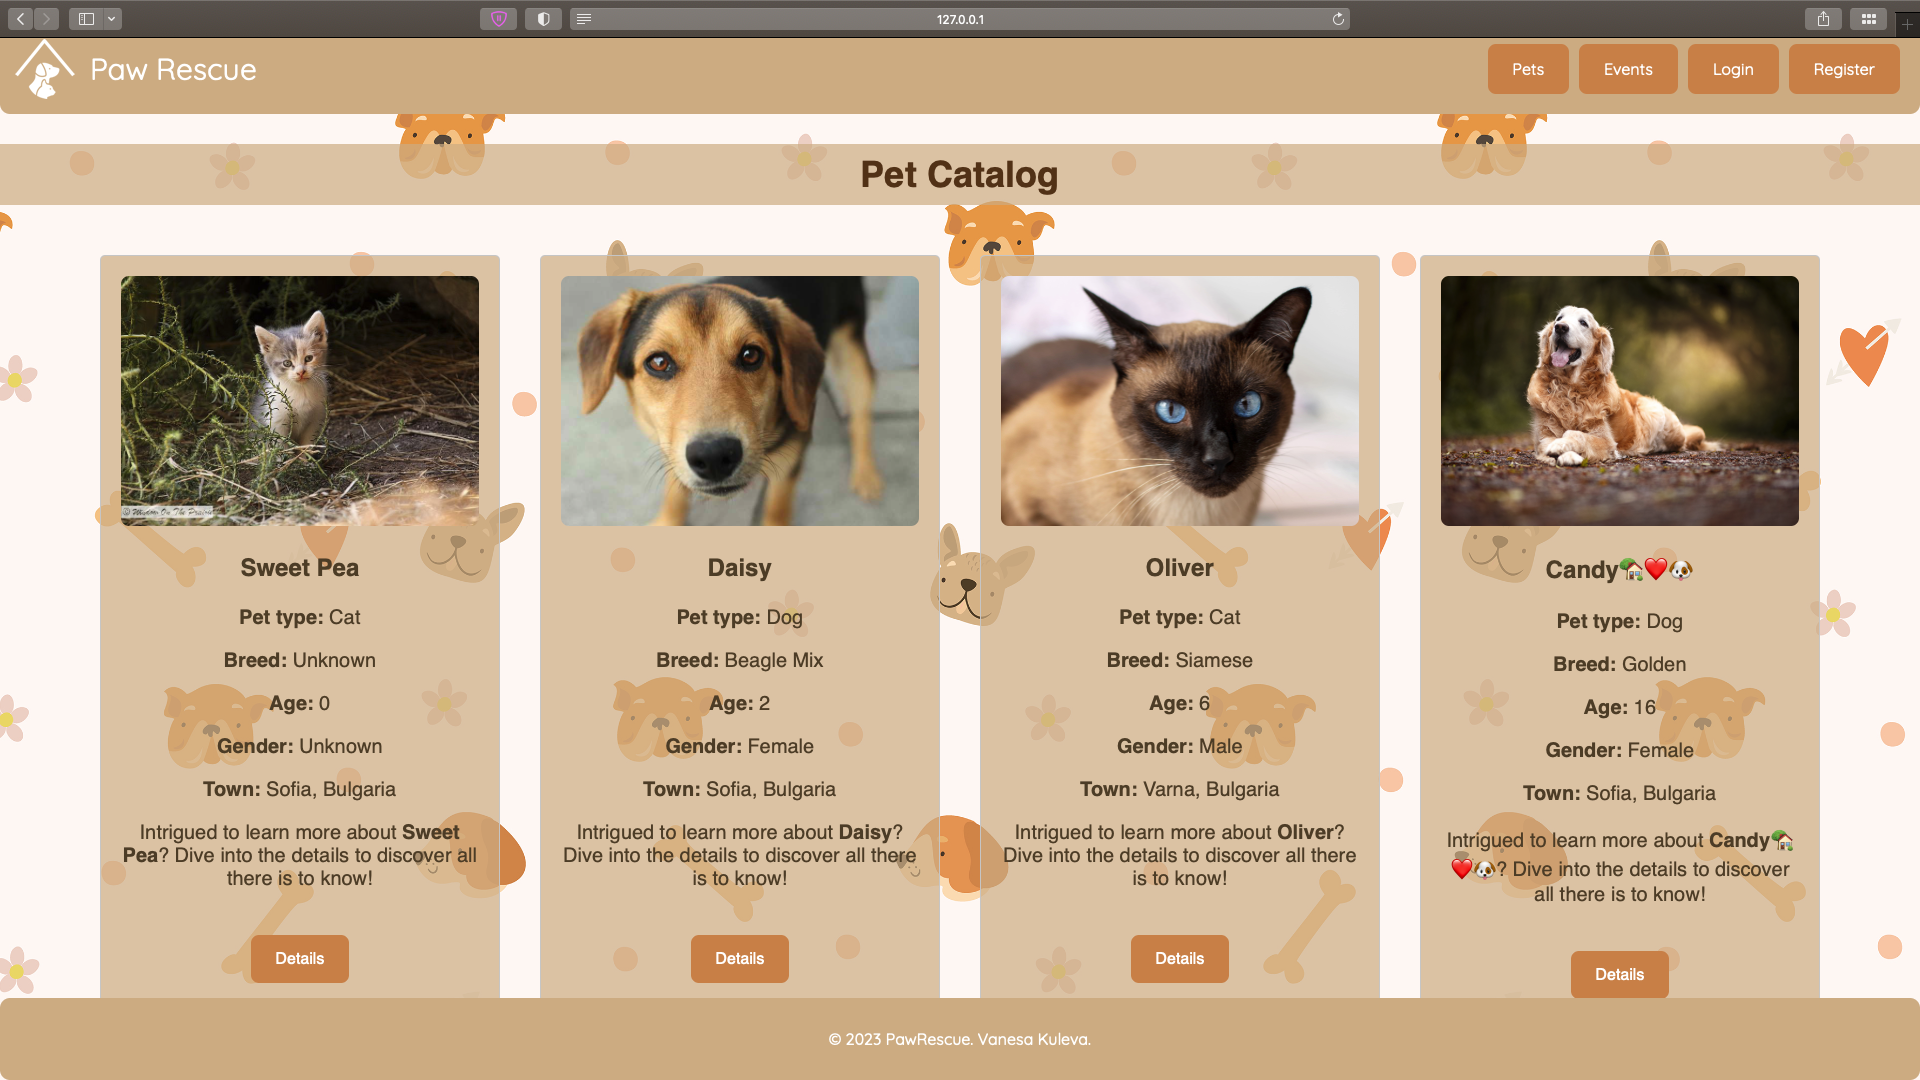 127.0.0.1
Paw Rescue
Pets
Events
Login
Register
Pet Catalog
Sweet Pea
Pet type: Cat
Breed: Unknown
Age: 0
Gender: Unknown
Town: Sofia, Bulgaria
Intrigued to learn more about Sweet
Pea? Dive into the details to discover all
there is to know!
Details
Daisy
Pet type: Dog
Breed: Beagle Mix
Age: 2
Gender: Female
Town: Sofia, Bulgaria
Intrigued to learn more about Daisy?
Dive into the details to discover all there
is to know!
Details
Oliver
Pet type: Cat
Breed: Siamese
Age: 6
Gender: Male
Town: Varna, Bulgaria
Intrigued to learn more about Oliver?
Dive into the details to discover all there
is to know!
Details
Candy🏡❤️🐶
Pet type: Dog
Breed: Golden
Age: 16
Gender: Female
Town: Sofia, Bulgaria
Intrigued to learn more about Candy🏡
❤️🐶? Dive into the details to discover
all there is to know!
Details
© 2023 PawRescue. Vanesa Kuleva.